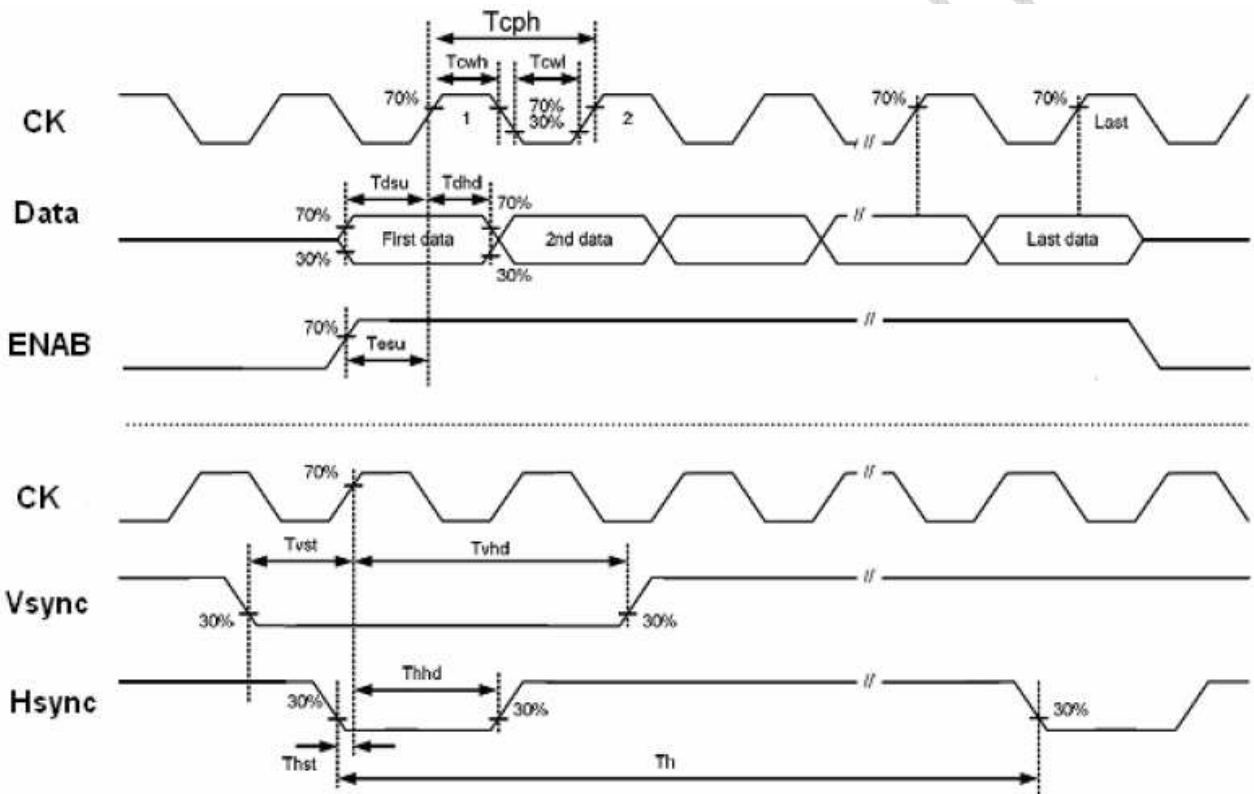 Tcph
Tcwh Tcwl
CK 70% 1 70% 30% 2 // 70% 70% Last
Tdsu Tdhd
Data 70% 70% //
First data 2nd data Last data
30% 30%
ENAB 70% //
Tesu
CK 70% //
Tvst Tvhd
Vsync 30% 30% //
Thhd
Hsync 30% 30% // 30%
Thst Th